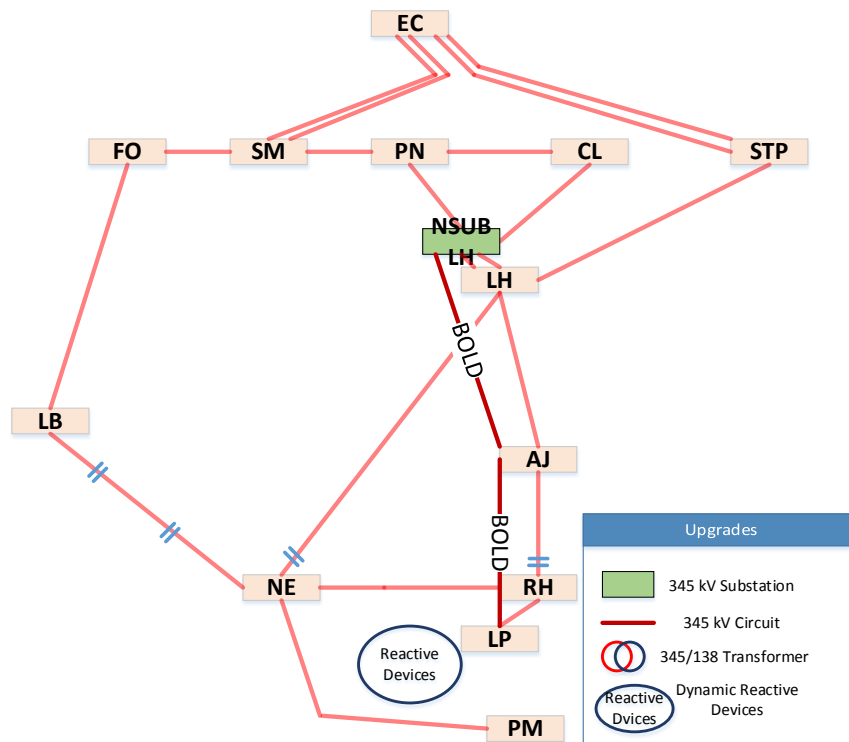 EC
FO
SM
PN
CL
STP
NSUB
LH
LH
BOLD
LB
AJ
BOLD
NE
RH
LP
Reactive
Devices
PM
Upgrades
345 kV Substation
345 kV Circuit
345/138 Transformer
Reactive
Dvices
Dynamic Reactive
Devices